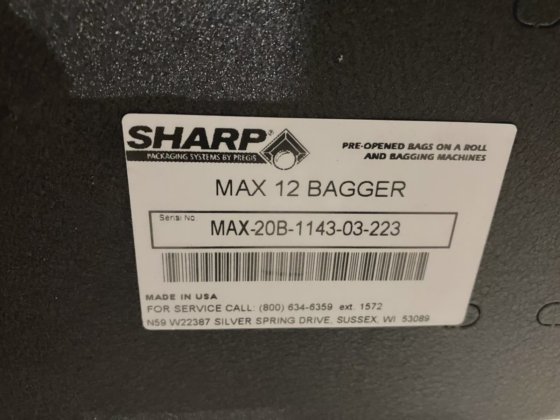 SHARP®
PACKAGING SYSTEMS BY PREGIS
PRE-OPENED BAGS ON A ROLL
AND BAGGING MACHINES
MAX 12 BAGGER
Serial No.
MAX-20B-1143-03-223
MADE IN USA
FOR SERVICE CALL: (800) 634-6359 ext. 1572
N59 W22387 SILVER SPRING DRIVE, SUSSEX, WI 53089